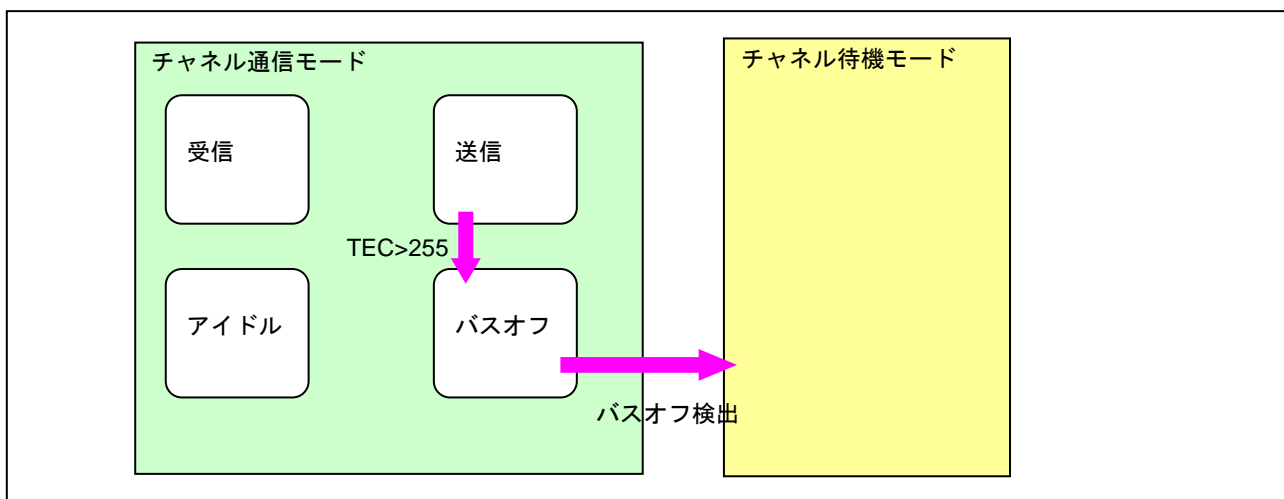 チャネル通信モード
チャネル待機モード
受信
送信
TEC>255
アイドル
バスオフ
バスオフ検出